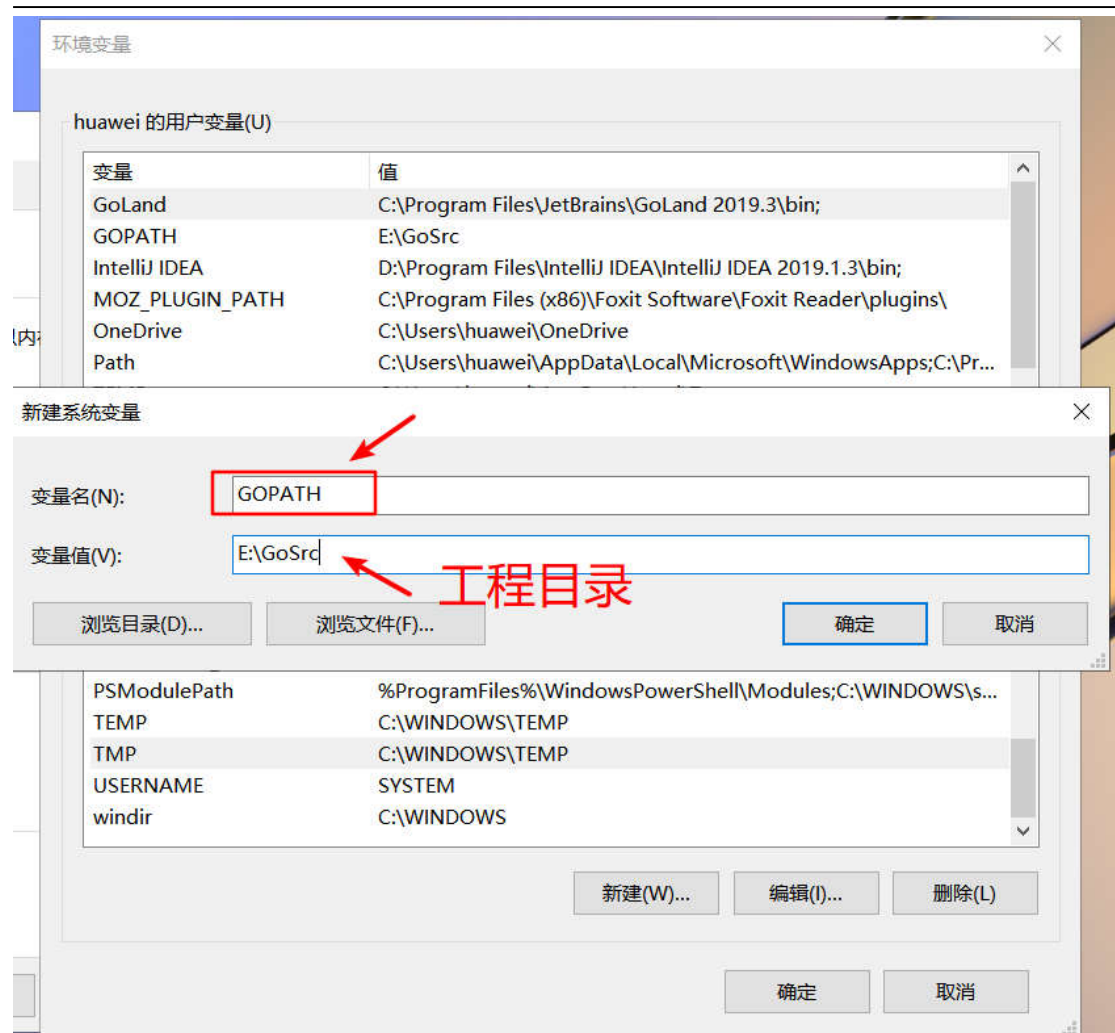 环境变量
huawei 的用户变量(U)
变量 值
GoLand C:\Program Files\JetBrains\GoLand 2019.3\bin;
GOPATH E:\GoSrc
IntelliJ IDEA D:\Program Files\IntelliJ IDEA\IntelliJ IDEA 2019.1.3\bin;
MOZ_PLUGIN_PATH C:\Program Files (x86)\Foxit Software\Foxit Reader\plugins\
OneDrive C:\Users\huawei\OneDrive
Path C:\Users\huawei\AppData\Local\Microsoft\WindowsApps;C:\Pr...
新建系统变量
变量名(N): GOPATH
变量值(V): E:\GoSrc
工程目录
浏览目录(D)... 浏览文件(F)... 确定 取消
PSModulePath %ProgramFiles%\WindowsPowerShell\Modules;C:\WINDOWS\s...
TEMP C:\WINDOWS\TEMP
TMP C:\WINDOWS\TEMP
USERNAME SYSTEM
windir C:\WINDOWS
新建(W)... 编辑(I)... 删除(L)
确定 取消